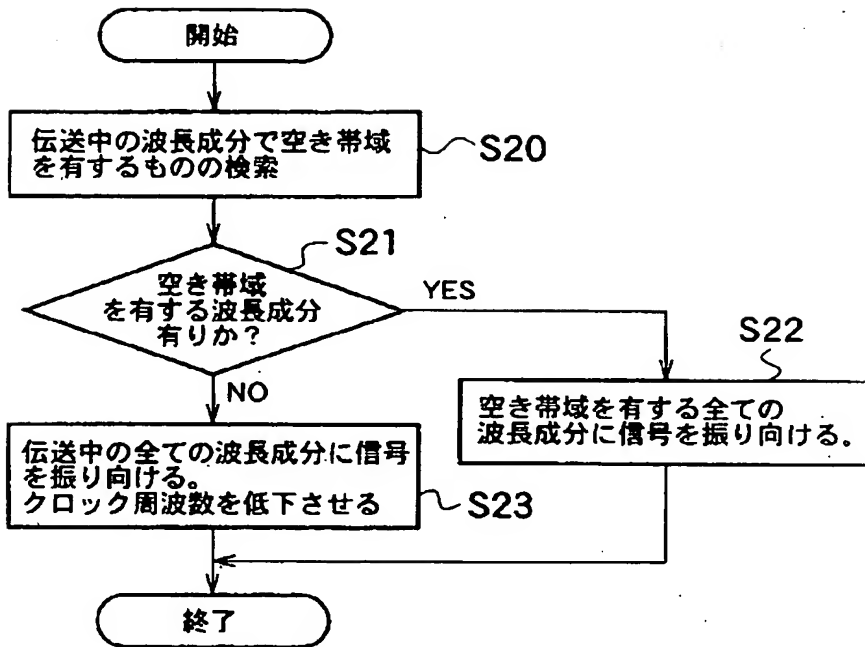 開始
伝送中の波長成分で空き帯域
を有するものの検索
S20
S21
空き帯域
を有する波長成分
有りか?
YES
NO
S22
空き帯域を有する全ての
波長成分に信号を振り向ける。
伝送中の全ての波長成分に信号
を振り向ける。
クロック周波数を低下させる
S23
終了